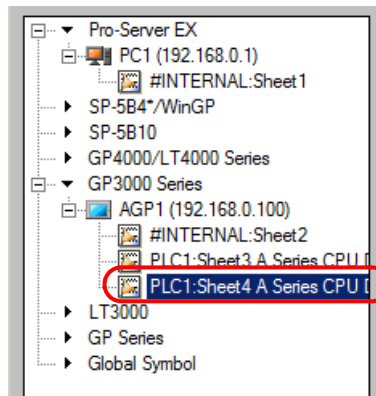 Pro-Server EX
PC1 (192.168.0.1)
#INTERNAL:Sheet1
SP-5B4*/WinGP
SP-5B10
GP4000/LT4000 Series
GP3000 Series
AGP1 (192.168.0.100)
#INTERNAL:Sheet2
PLC1:Sheet3 A Series CPU
PLC1:Sheet4 A Series CPU
LT3000
GP Series
Global Symbol